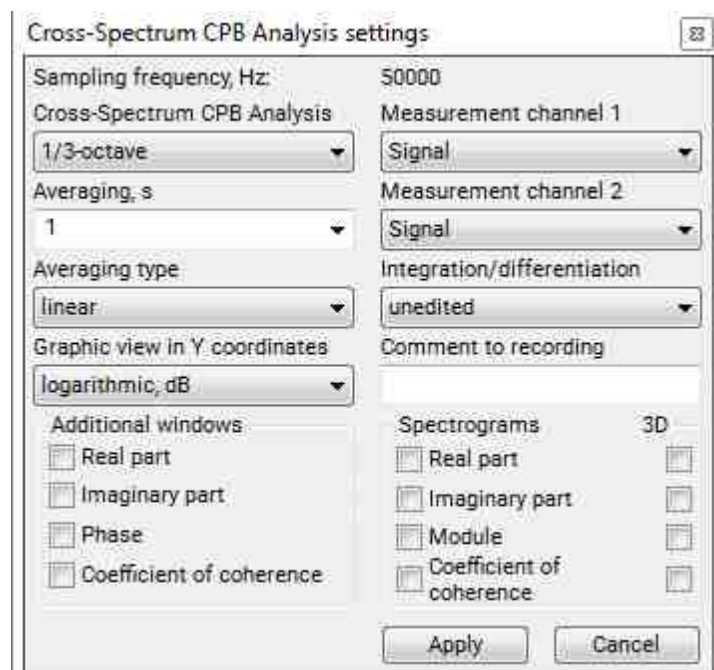 Cross-Spectrum CPB Analysis settings
Sampling frequency, Hz: 50000
Cross-Spectrum CPB Analysis Measurement channel 1
1/3-octave Signal
Averaging, s Measurement channel 2
1 Signal
Averaging type Integration/differentiation
linear unedited
Graphic view in Y coordinates Comment to recording
logarithmic, dB
Additional windows Spectrograms 3D
Real part Real part
Imaginary part Imaginary part
Phase Module
Coefficient of coherence Coefficient of
coherence
Apply Cancel